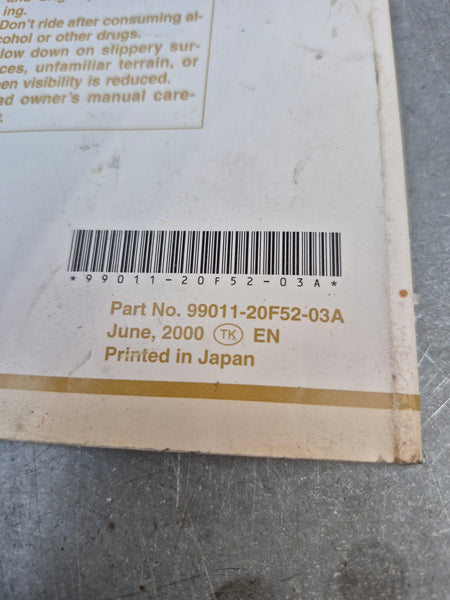 ing.
Don't ride after consuming al-
cohol or other drugs.
low down on slippery sur-
ces, unfamiliar terrain, or
en visibility is reduced.
ad owner's manual care-
y.
*99011-20F52-03A*
Part No. 99011-20F52-03A
June, 2000 TK EN
Printed in Japan